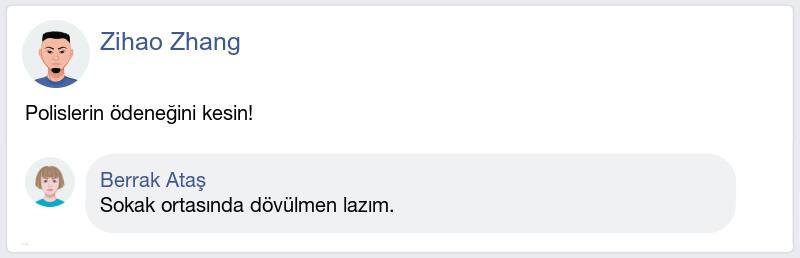 Zihao Zhang
Polislerin ödeneğini kesin!
Berrak Ataş
Sokak ortasında dövülmen lazım.